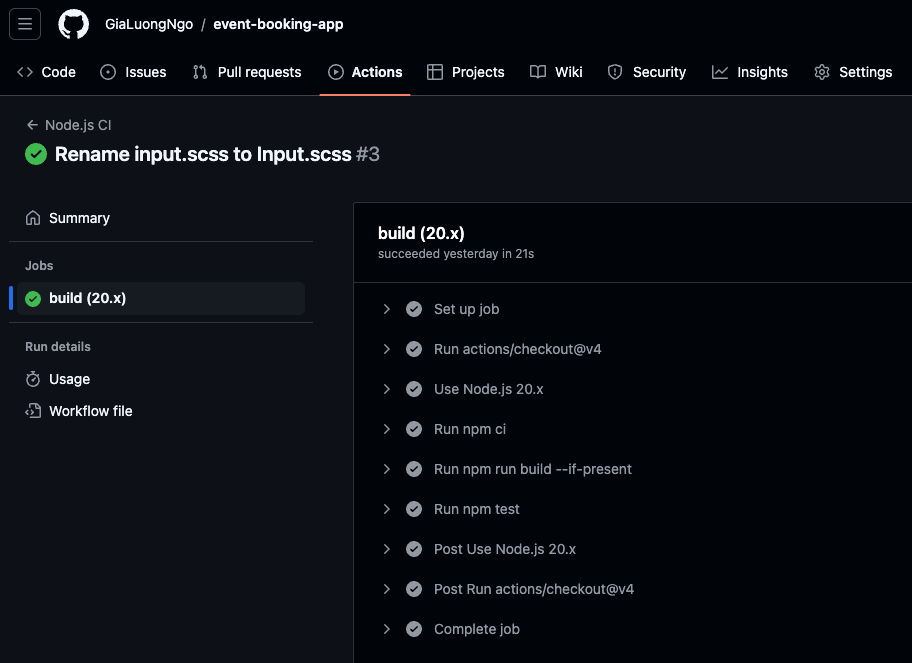 GiaLuongNgo / event-booking-app
Code Issues Pull requests Actions Projects Wiki Security Insights Settings
Node.js CI
Rename input.scss to Input.scss #3
Summary
Jobs
build (20.x)
Run details
Usage
Workflow file
build (20.x)
succeeded yesterday in 21s
Set up job
Run actions/checkout@v4
Use Node.js 20.x
Run npm ci
Run npm run build --if-present
Run npm test
Post Use Node.js 20.x
Post Run actions/checkout@v4
Complete job